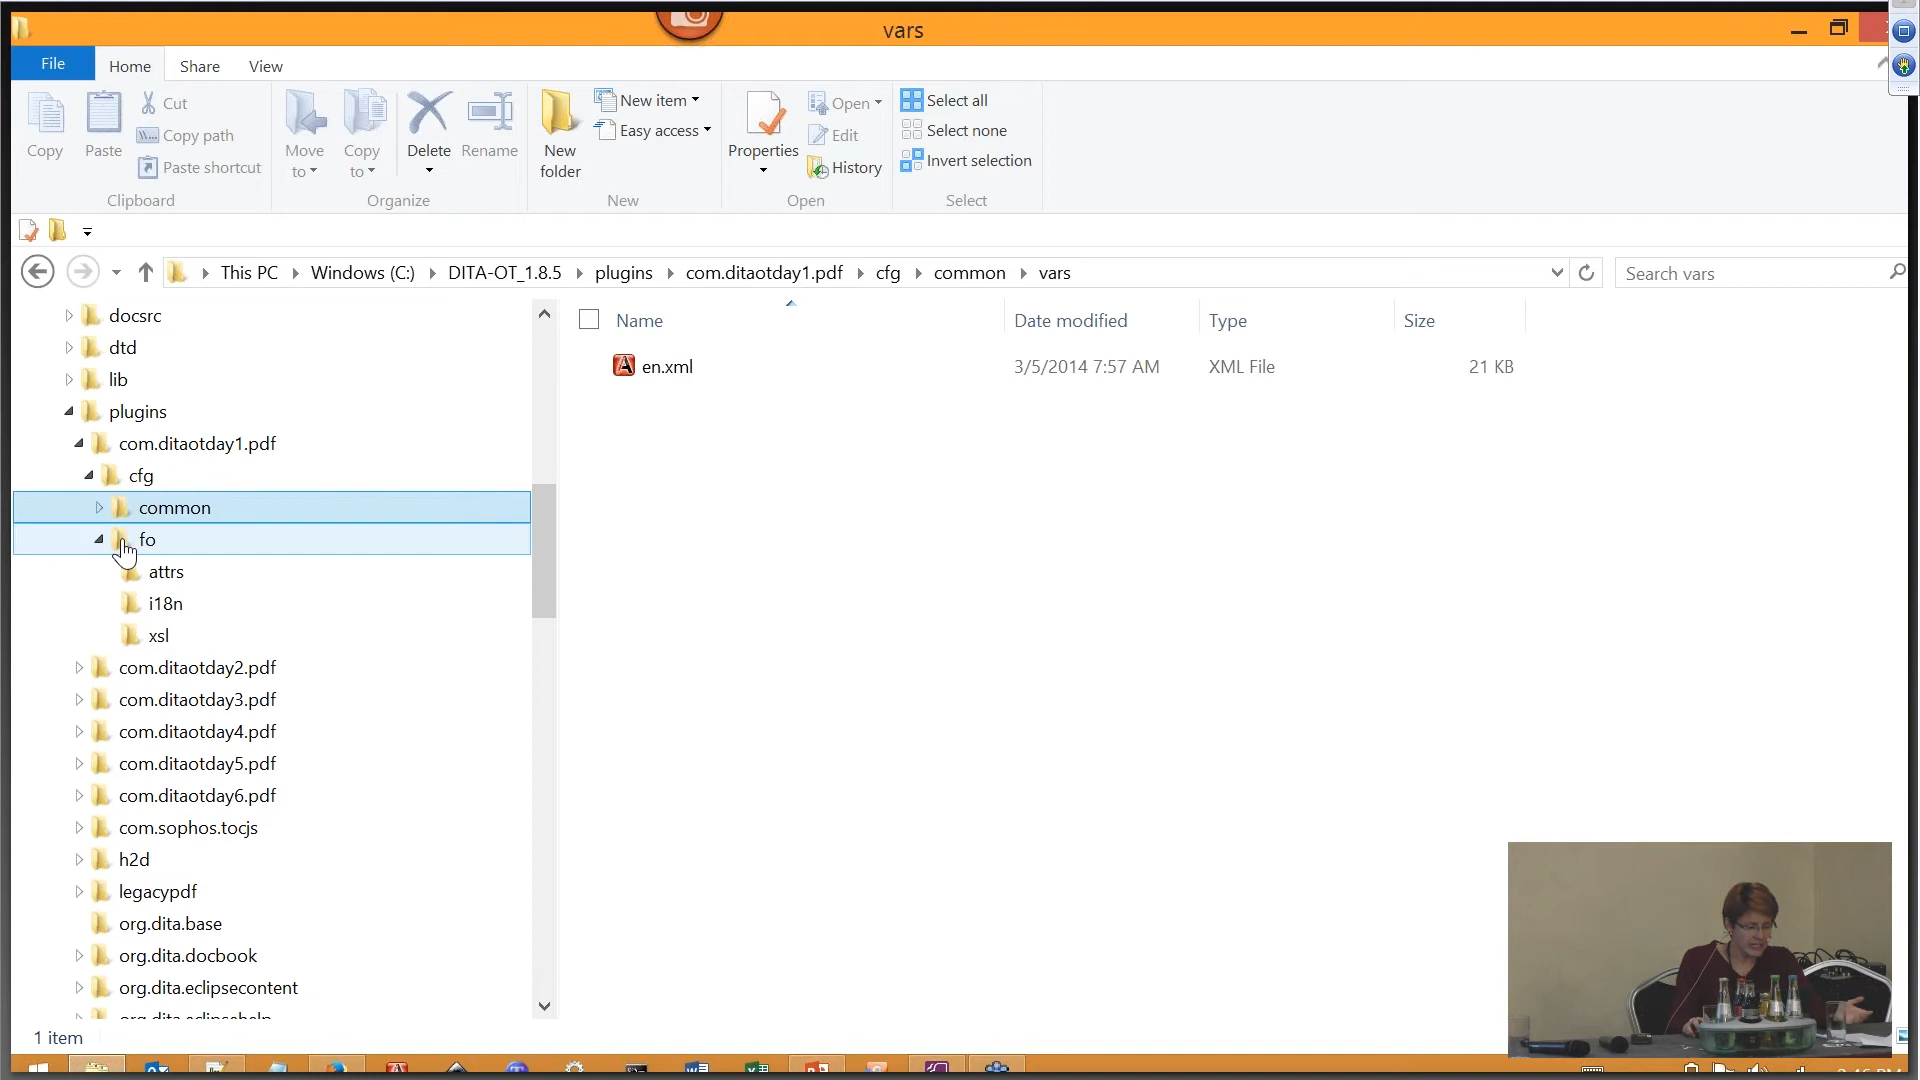 vars
File
Home
Share
View
Copy
Paste
Cut
Copy path
Paste shortcut
Clipboard
Move to
Copy to
Delete
Rename
Organize
New folder
New item
Easy access
New
Properties
Open
Edit
History
Open
Select all
Select none
Invert selection
Select
This PC
Windows (C:)
DITA-OT_1.8.5
plugins
com.ditaotday1.pdf
cfg
common
vars
Search vars
docsrc
dtd
lib
plugins
com.ditaotday1.pdf
cfg
common
fo
attrs
i18n
xsl
com.ditaotday2.pdf
com.ditaotday3.pdf
com.ditaotday4.pdf
com.ditaotday5.pdf
com.ditaotday6.pdf
com.sophos.tocjs
h2d
legacypdf
org.dita.base
org.dita.docbook
org.dita.eclipsecontent
org.dita.eclipsehelp
Name
Date modified
Type
Size
en.xml
3/5/2014 7:57 AM
XML File
21 KB
1 item